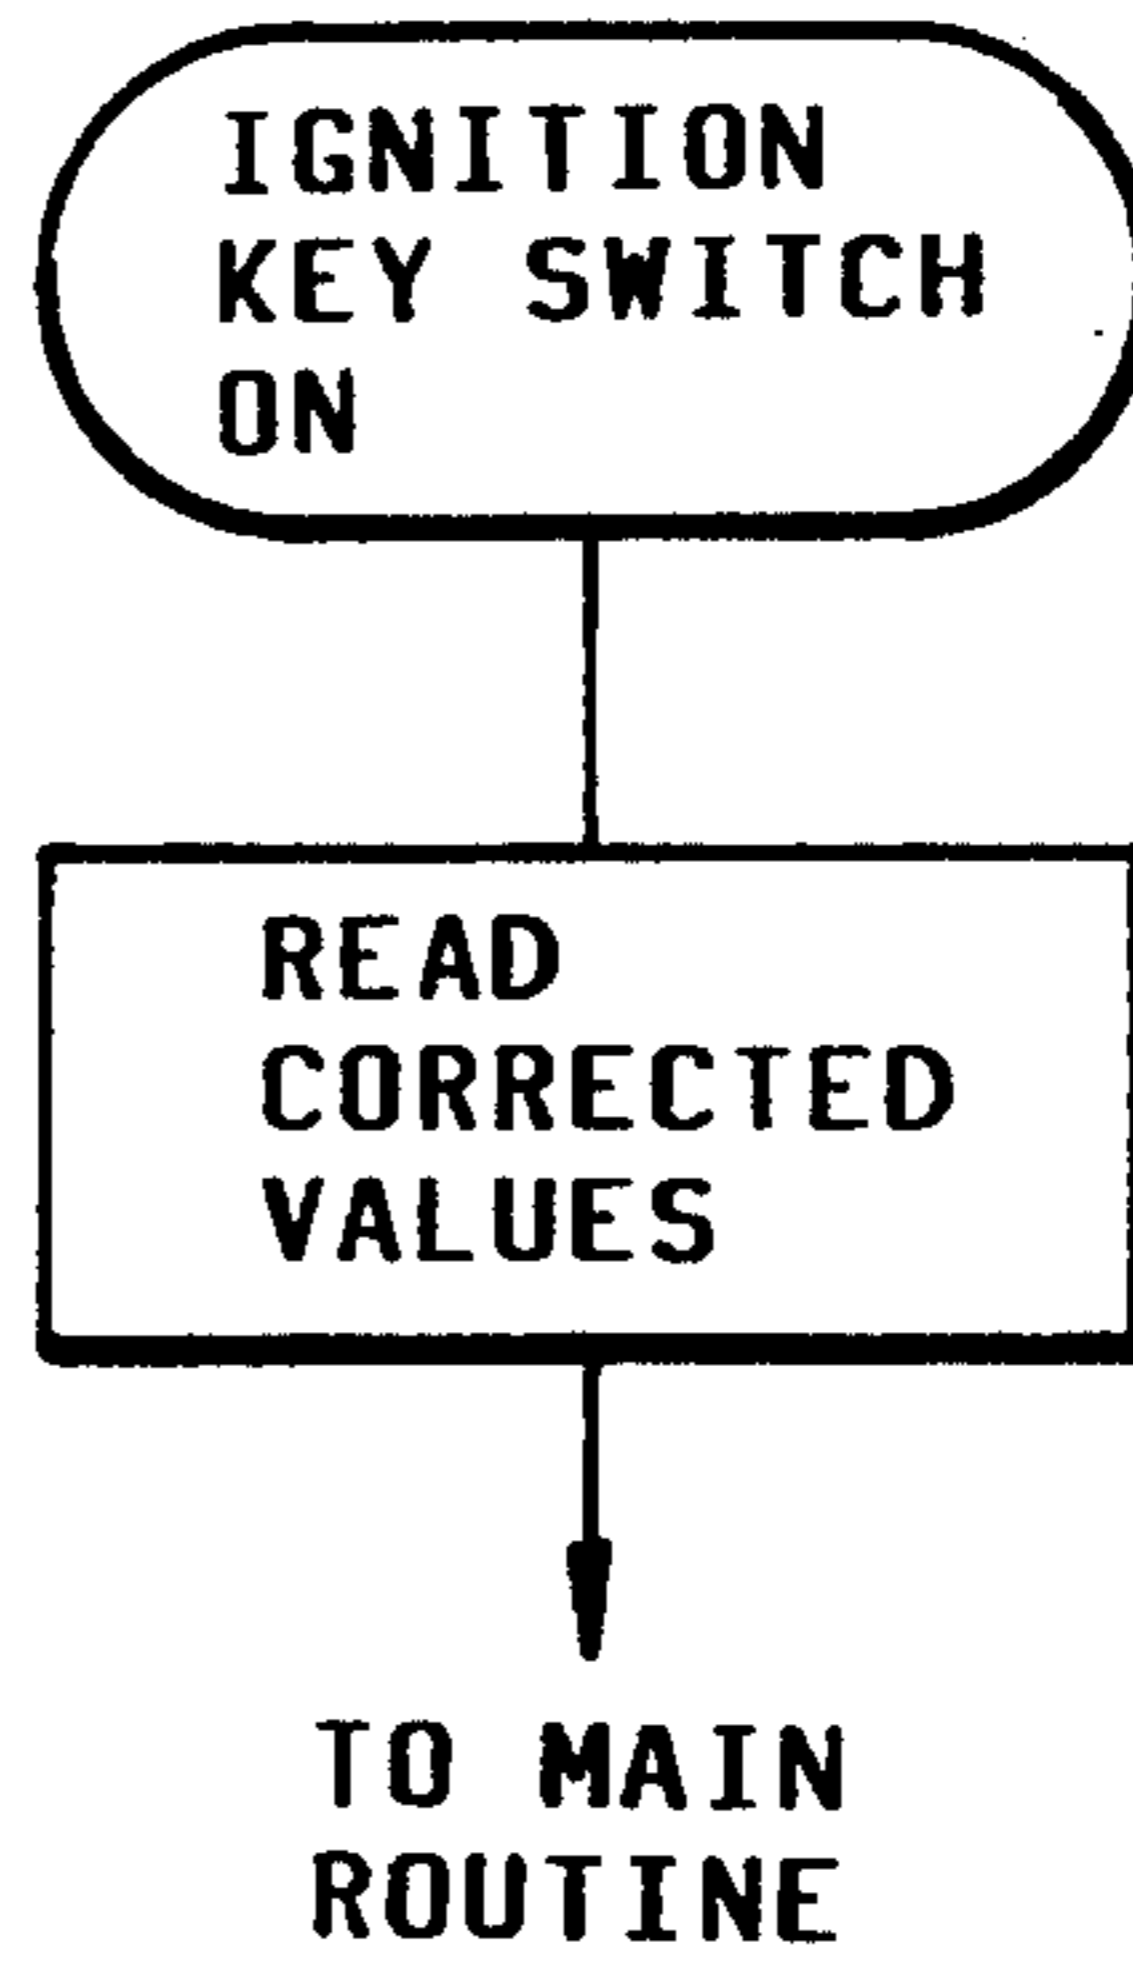 IGNITION
KEY SWITCH
ON
READ
CORRECTED
VALUES
TO MAIN
ROUTINE